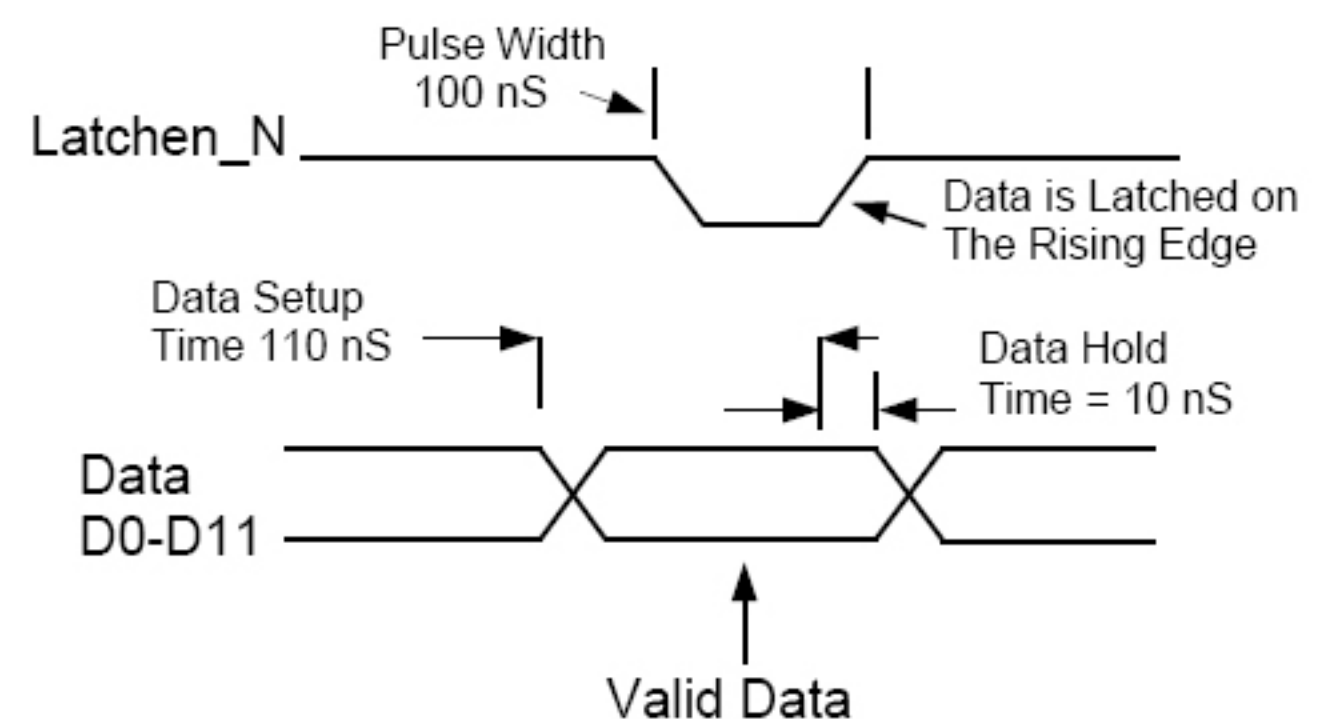 Pulse Width
100 nS
Latchen_N
Data is Latched on
The Rising Edge
Data Setup
Time 110 nS
Data Hold
Time = 10 nS
Data
D0-D11
Valid Data